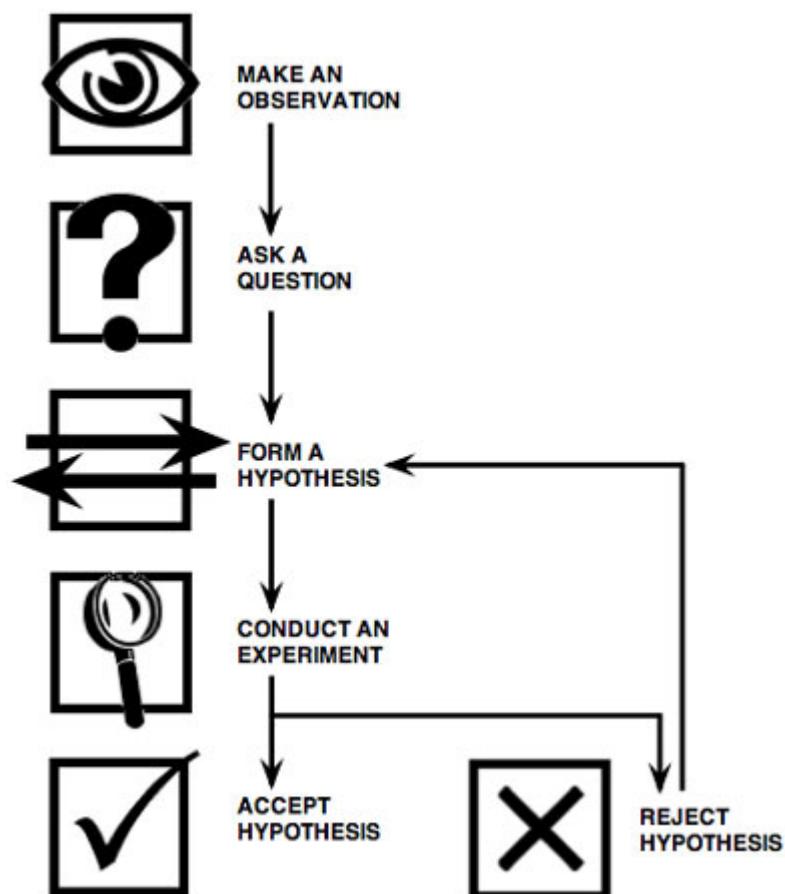 MAKE AN
OBSERVATION
ASK A
QUESTION
FORM A
HYPOTHESIS
CONDUCT AN
EXPERIMENT
ACCEPT
HYPOTHESIS
REJECT
HYPOTHESIS